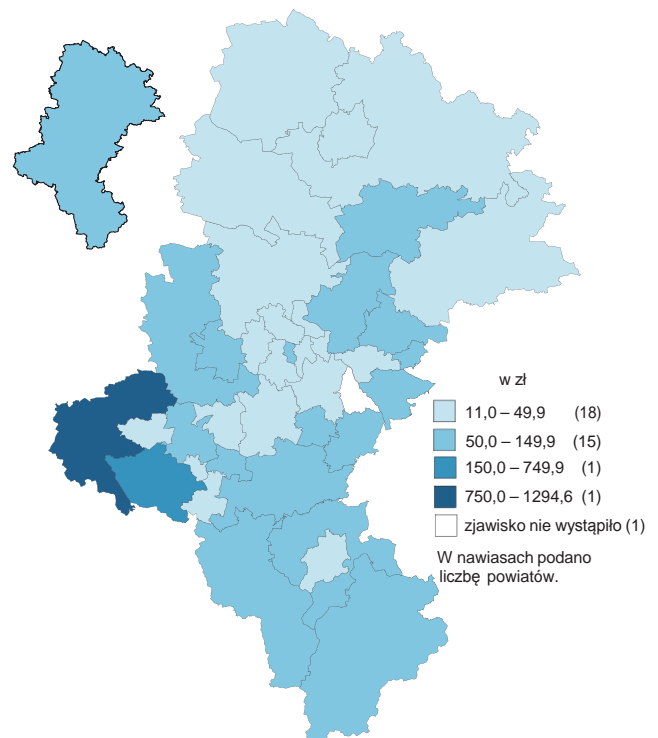 w zł
11,0 – 49,9 (18)
50,0 – 149,9 (15)
150,0 – 749,9 (1)
750,0 – 1294,6 (1)
zjawisko nie wystąpiło (1)
W nawiasach podano
liczbę powiatów.